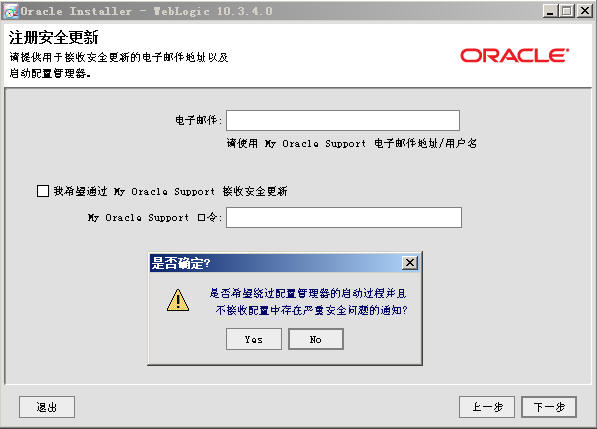 Oracle Installer - WebLogic 10.3.4.0
注册安全更新
请提供用于接收安全更新的电子邮件地址以及
启动配置管理器。
ORACLE®
电子邮件:
请使用 My Oracle Support 电子邮件地址/用户名
我希望通过 My Oracle Support 接收安全更新
My Oracle Support 口令:
是否确定?
是否希望绕过配置管理器的启动过程并且
不接收配置中存在严重安全问题的通知?
Yes No
退出 上一步 下一步